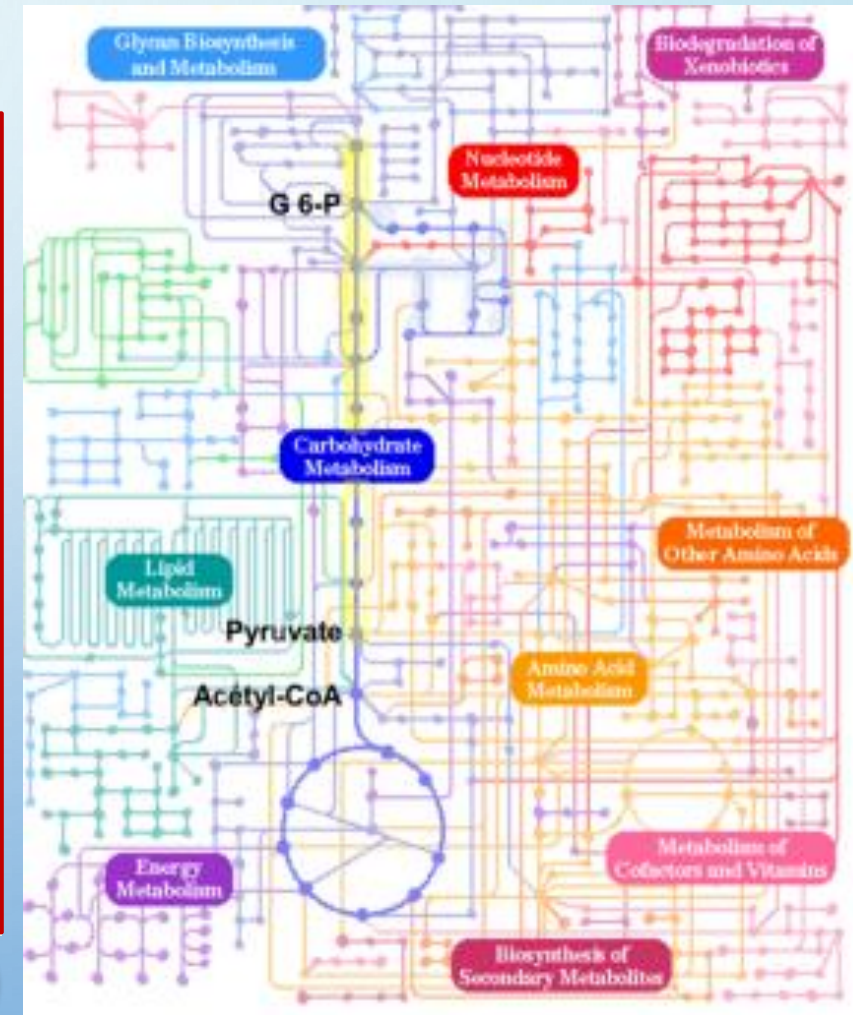 Glycan Biosynthesis
and Metabolism
Biodegradation of
Xenobiotics
Nucleotide
Metabolism
G 6-P
Carbohydrate
Metabolism
Metabolism of
Other Amino Acids
Lipid
Metabolism
Pyruvate
Amino Acid
Metabolism
Acétyl-CoA
Metabolism of
Cofactors and Vitamins
Energy
Metabolism
Biosynthesis of
Secondary Metabolites